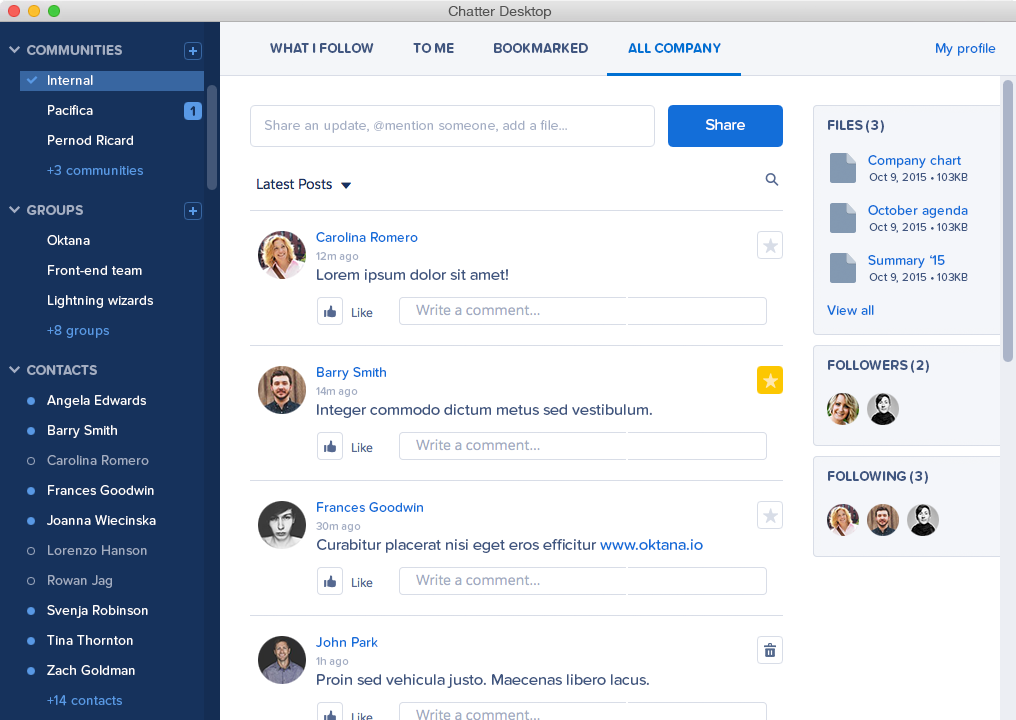 Chatter Desktop
COMMUNITIES
Internal
Pacifica
1
Pernod Ricard
+3 communities
GROUPS
Oktana
Front-end team
Lightning wizards
+8 groups
CONTACTS
Angela Edwards
Barry Smith
Carolina Romero
Frances Goodwin
Joanna Wiecinska
Lorenzo Hanson
Rowan Jag
Svenja Robinson
Tina Thornton
Zach Goldman
+14 contacts
WHAT I FOLLOW
TO ME
BOOKMARKED
ALL COMPANY
My profile
Share an update, @mention someone, add a file...
Share
Latest Posts
Carolina Romero
12m ago
Lorem ipsum dolor sit amet!
Like
Write a comment...
Barry Smith
14m ago
Integer commodo dictum metus sed vestibulum.
Like
Write a comment...
Frances Goodwin
30m ago
Curabitur placerat nisi eget eros efficitur www.oktana.io
Like
Write a comment...
John Park
1h ago
Proin sed vehicula justo. Maecenas libero lacus.
Like
Write a comment...
FILES (3)
Company chart
Oct 9, 2015 • 103KB
October agenda
Oct 9, 2015 • 103KB
Summary ‘15
Oct 9, 2015 • 103KB
View all
FOLLOWERS (2)
FOLLOWING (3)